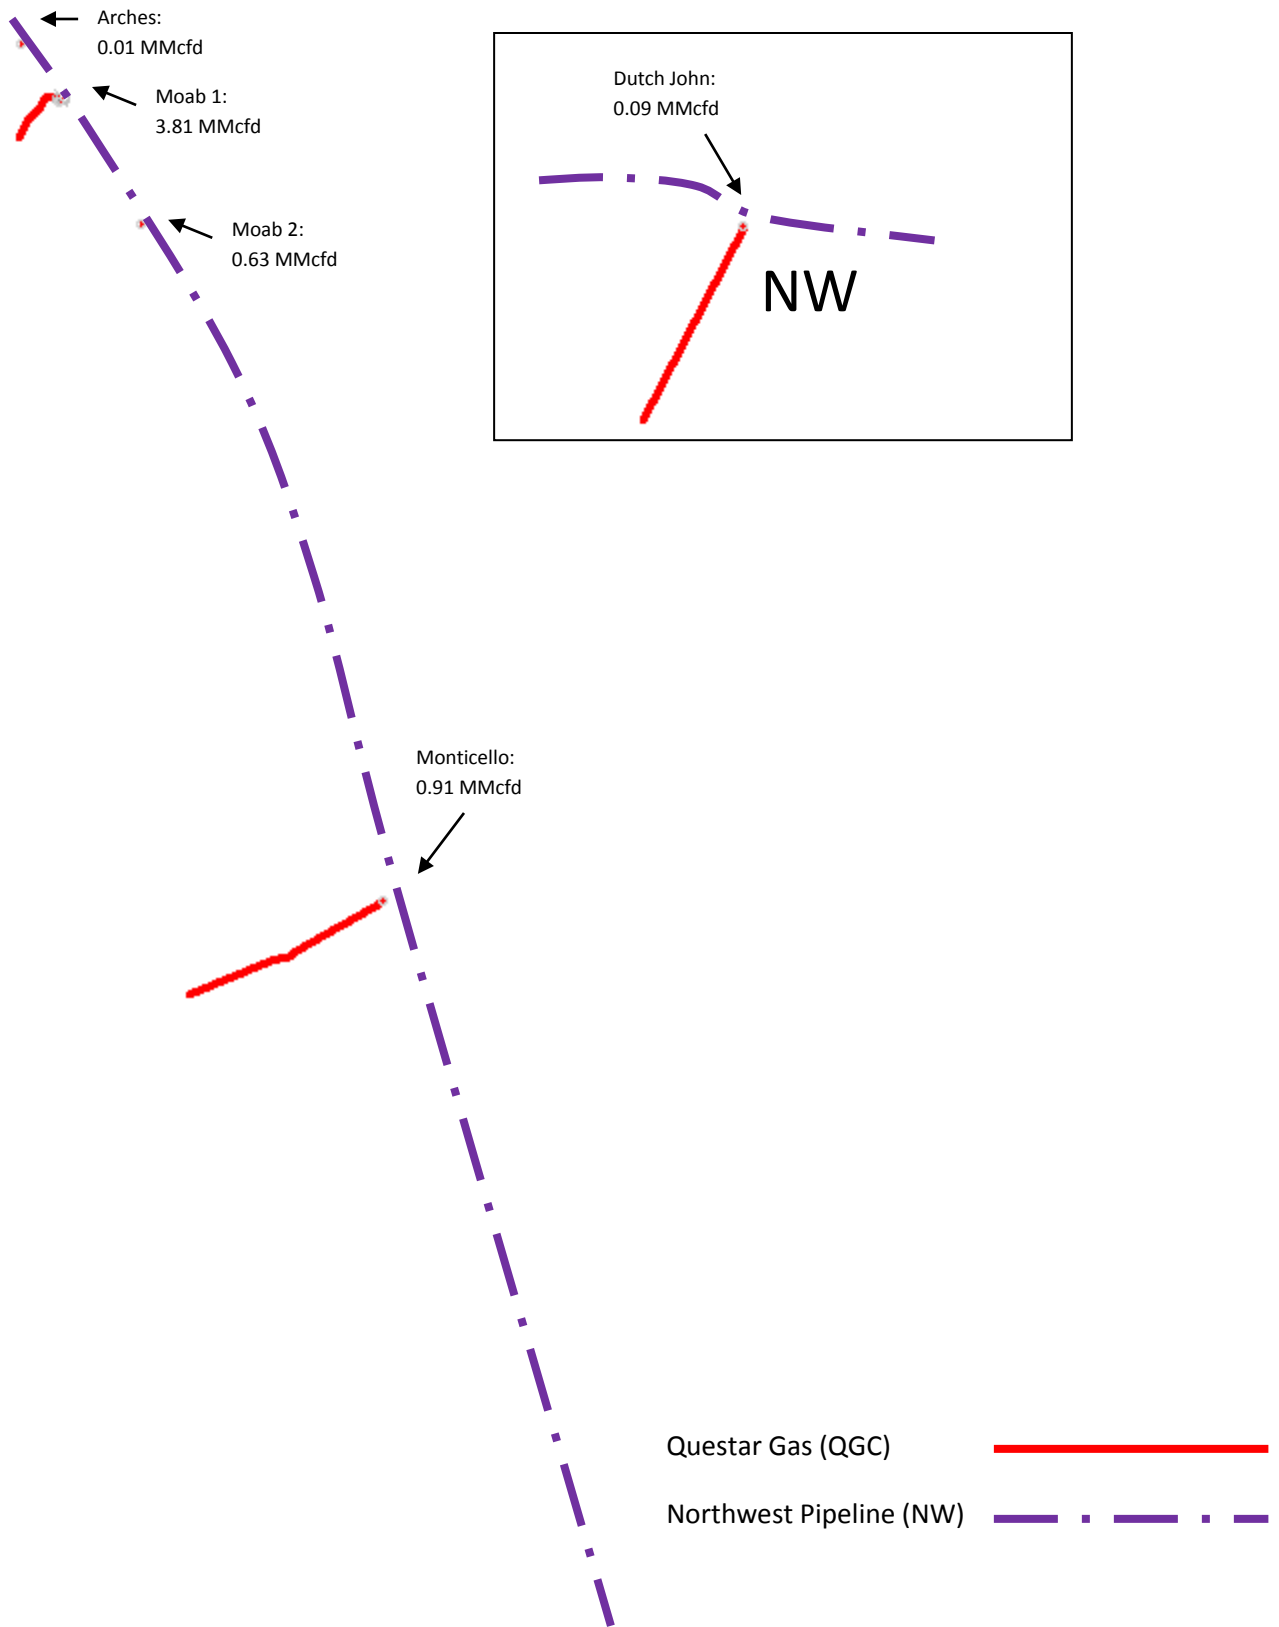 Arches:
0.01 MMcfd
Moab 1:
3.81 MMcfd
Moab 2:
0.63 MMcfd
Dutch John:
0.09 MMcfd
NW
Monticello:
0.91 MMcfd
Questar Gas (QGC)
Northwest Pipeline (NW)